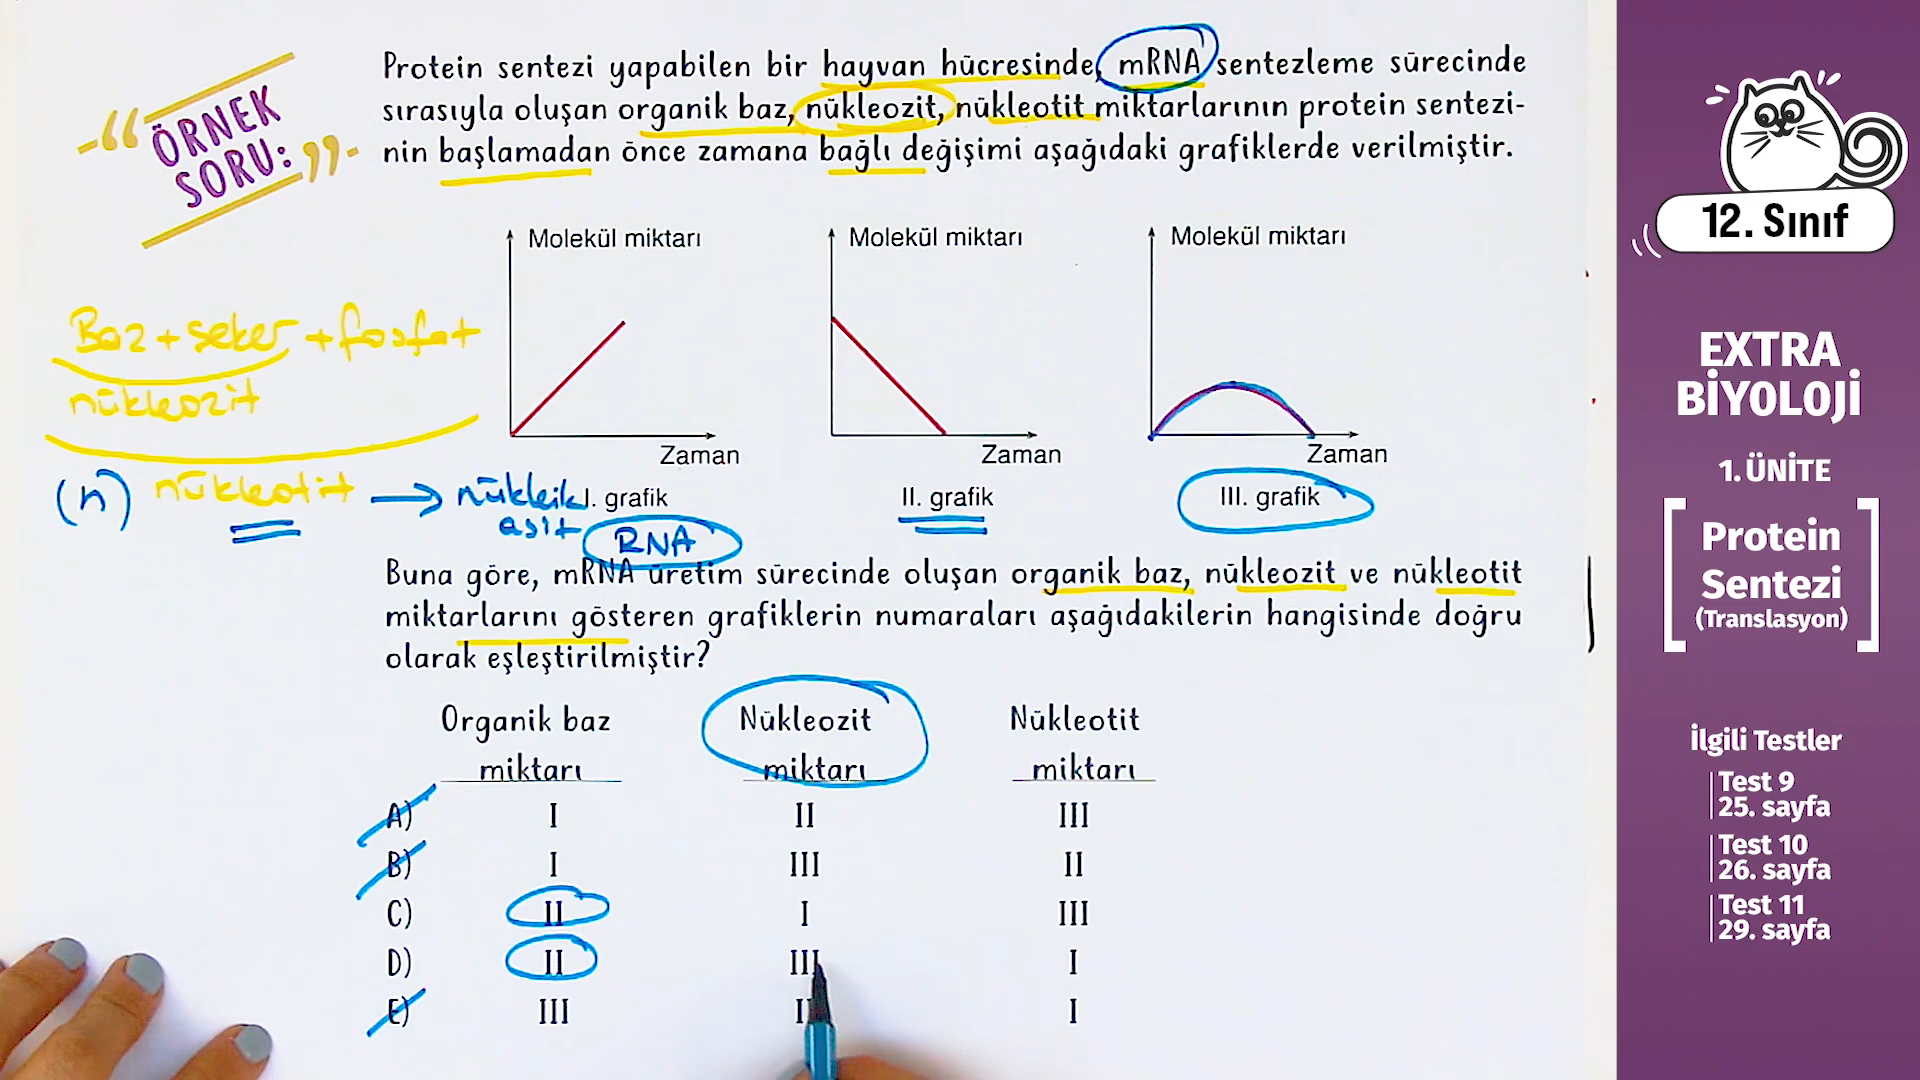 ÖRNEK
SORU:
Protein sentezi yapabilen bir hayvan hücresinde, mRNA sentezleme sürecinde
sırasıyla oluşan organik baz, nükleozit, nükleotit miktarlarının protein sentezi-
nin başlamadan önce zamana bağlı değişimi aşağıdaki grafiklerde verilmiştir.
Molekül miktarı
Zaman
I. grafik
Molekül miktarı
Zaman
II. grafik
Molekül miktarı
Zaman
III. grafik
Baz + şeker + fosfat
nükleozit
(n) nükleotit → nükleik
asit
RNA
Buna göre, mRNA üretim sürecinde oluşan organik baz, nükleozit ve nükleotit
miktarlarını gösteren grafiklerin numaraları aşağıdakilerin hangisinde doğru
olarak eşleştirilmiştir?
Organik baz Nükleozit Nükleotit
miktarı miktarı miktarı
A) I II III
B) I III II
C) II I III
D) II III I
E) III I
12. Sınıf
EXTRA
BİYOLOJİ
1. ÜNİTE
Protein
Sentezi
(Translasyon)
İlgili Testler
Test 9
25. sayfa
Test 10
26. sayfa
Test 11
29. sayfa